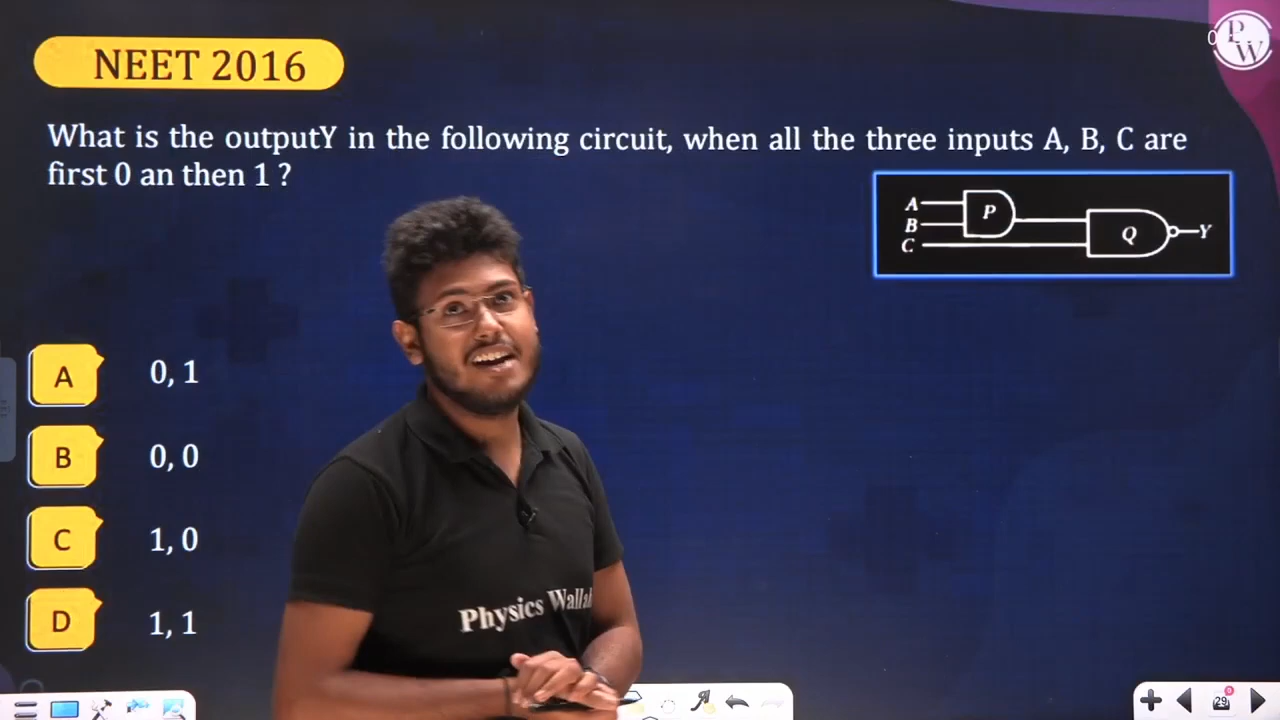 NEET 2016
What is the outputY in the following circuit, when all the three inputs A, B, C are
first 0 an then 1 ?
A
B
C
P
Q
Y
A 0, 1
B 0, 0
C 1, 0
D 1, 1
Physics Wallah
P
W
29